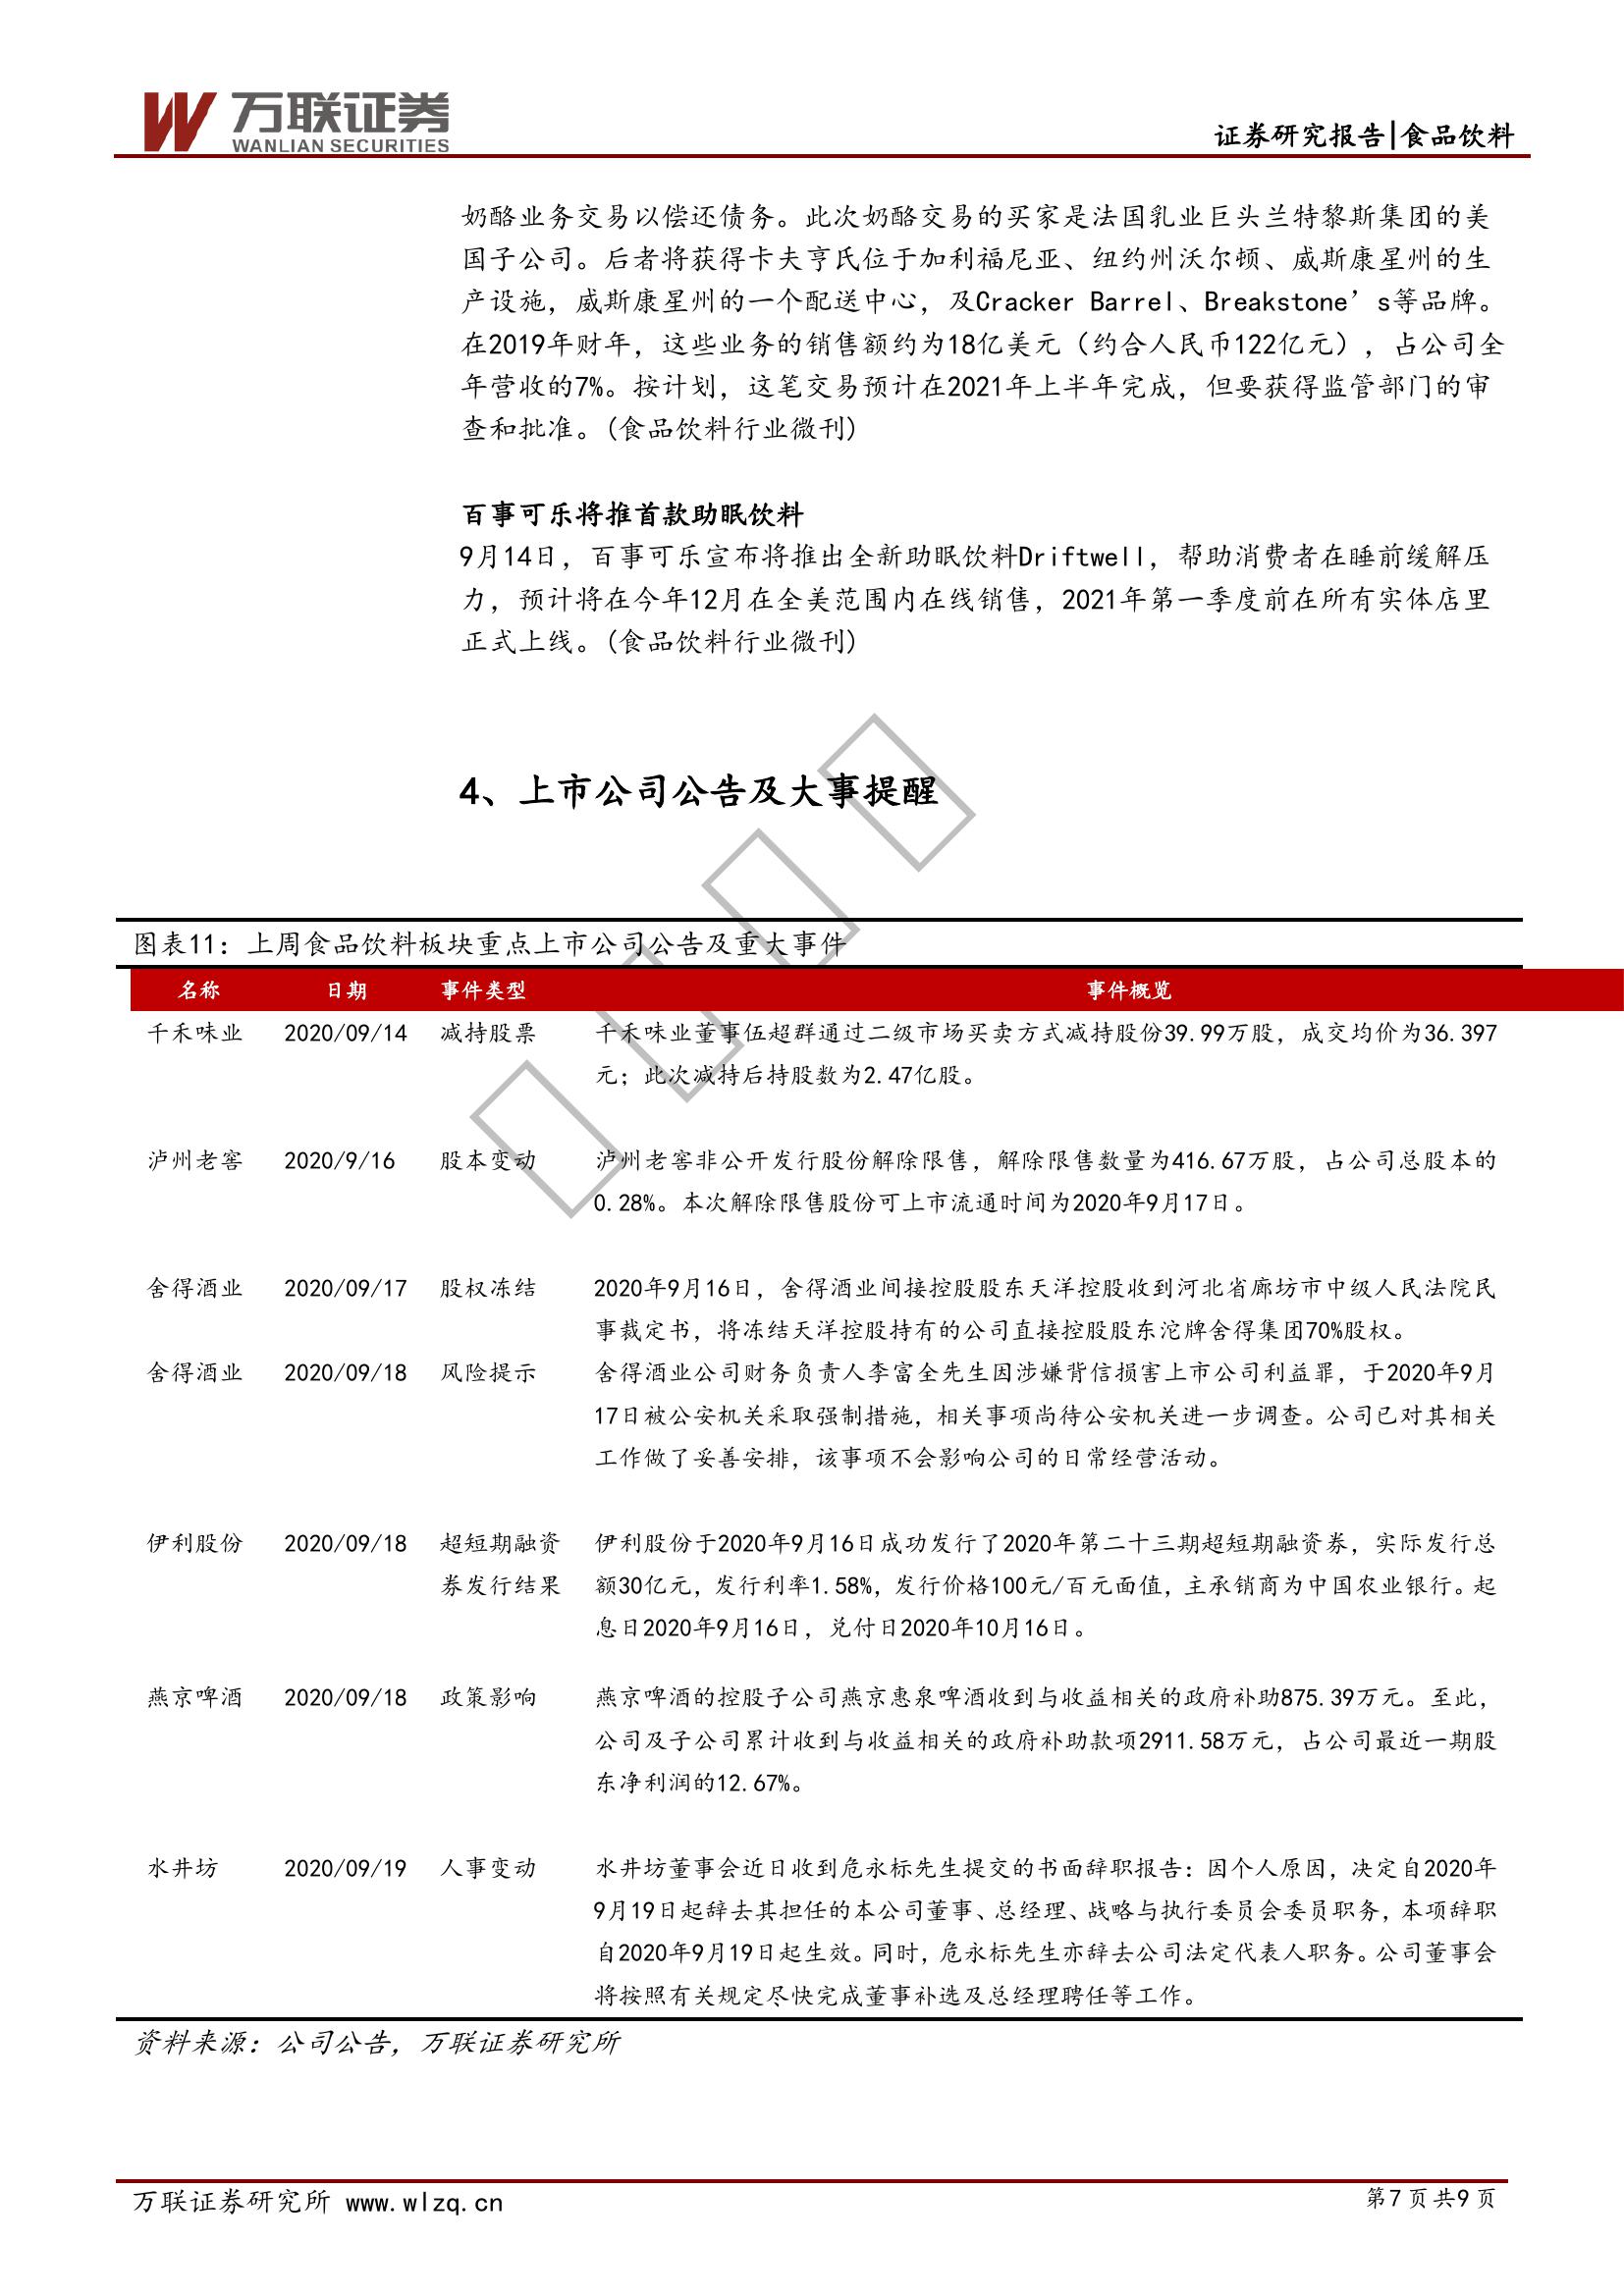 万联证券
WANLIAN SECURITIES
证券研究报告|食品饮料
奶酪业务交易以偿还债务。此次奶酪交易的买家是法国乳业巨头兰特黎斯集团的美
国子公司。后者将获得卡夫亨氏位于加利福尼亚、纽约州沃尔顿、威斯康星州的生
产设施，威斯康星州的一个配送中心，及Cracker Barrel、Breakstone’s等品牌。
在2019年财年，这些业务的销售额约为18亿美元（约合人民币122亿元），占公司全
年营收的7%。按计划，这笔交易预计在2021年上半年完成，但要获得监管部门的审
查和批准。(食品饮料行业微刊)
百事可乐将推首款助眠饮料
9月14日，百事可乐宣布将推出全新助眠饮料Driftwell，帮助消费者在睡前缓解压
力，预计将在今年12月在全美范围内在线销售，2021年第一季度前在所有实体店里
正式上线。(食品饮料行业微刊)
4、上市公司公告及大事提醒
图表11：上周食品饮料板块重点上市公司公告及重大事件
名称 日期 事件类型 事件概览
千禾味业 2020/09/14 减持股票 千禾味业董事伍超群通过二级市场买卖方式减持股份39.99万股，成交均价为36.397
元；此次减持后持股数为2.47亿股。
泸州老窖 2020/9/16 股本变动 泸州老窖非公开发行股份解除限售，解除限售数量为416.67万股，占公司总股本的
0.28%。本次解除限售股份可上市流通时间为2020年9月17日。
舍得酒业 2020/09/17 股权冻结 2020年9月16日，舍得酒业间接控股股东天洋控股收到河北省廊坊市中级人民法院民
事裁定书，将冻结天洋控股持有的公司直接控股股东沱牌舍得集团70%股权。
舍得酒业 2020/09/18 风险提示 舍得酒业公司财务负责人李富全先生因涉嫌背信损害上市公司利益罪，于2020年9月
17日被公安机关采取强制措施，相关事项尚待公安机关进一步调查。公司已对其相关
工作做了妥善安排，该事项不会影响公司的日常经营活动。
伊利股份 2020/09/18 超短期融资 伊利股份于2020年9月16日成功发行了2020年第二十三期超短期融资券，实际发行总
券发行结果 额30亿元，发行利率1.58%，发行价格100元/百元面值，主承销商为中国农业银行。起
息日2020年9月16日，兑付日2020年10月16日。
燕京啤酒 2020/09/18 政策影响 燕京啤酒的控股子公司燕京惠泉啤酒收到与收益相关的政府补助875.39万元。至此，
公司及子公司累计收到与收益相关的政府补助款项2911.58万元，占公司最近一期股
东净利润的12.67%。
水井坊 2020/09/19 人事变动 水井坊董事会近日收到危永标先生提交的书面辞职报告：因个人原因，决定自2020年
9月19日起辞去其担任的本公司董事、总经理、战略与执行委员会委员职务，本项辞职
自2020年9月19日起生效。同时，危永标先生亦辞去公司法定代表人职务。公司董事会
将按照有关规定尽快完成董事补选及总经理聘任等工作。
资料来源：公司公告，万联证券研究所
万联证券研究所 www.wlzq.cn
第7页共9页